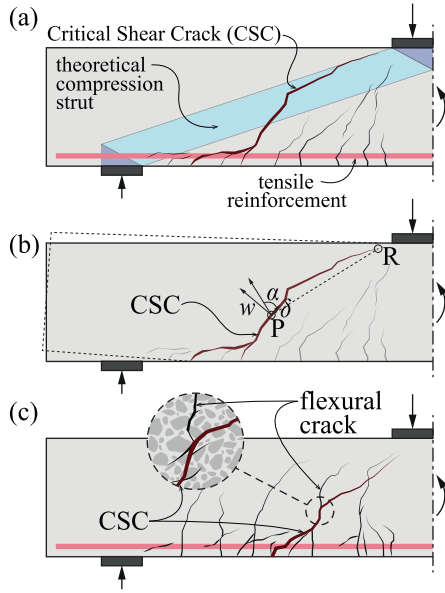 (a)
Critical Shear Crack (CSC)
theoretical
compression
strut
tensile
reinforcement
(b)
R
α
w
δ
P
CSC
(c)
flexural
crack
CSC